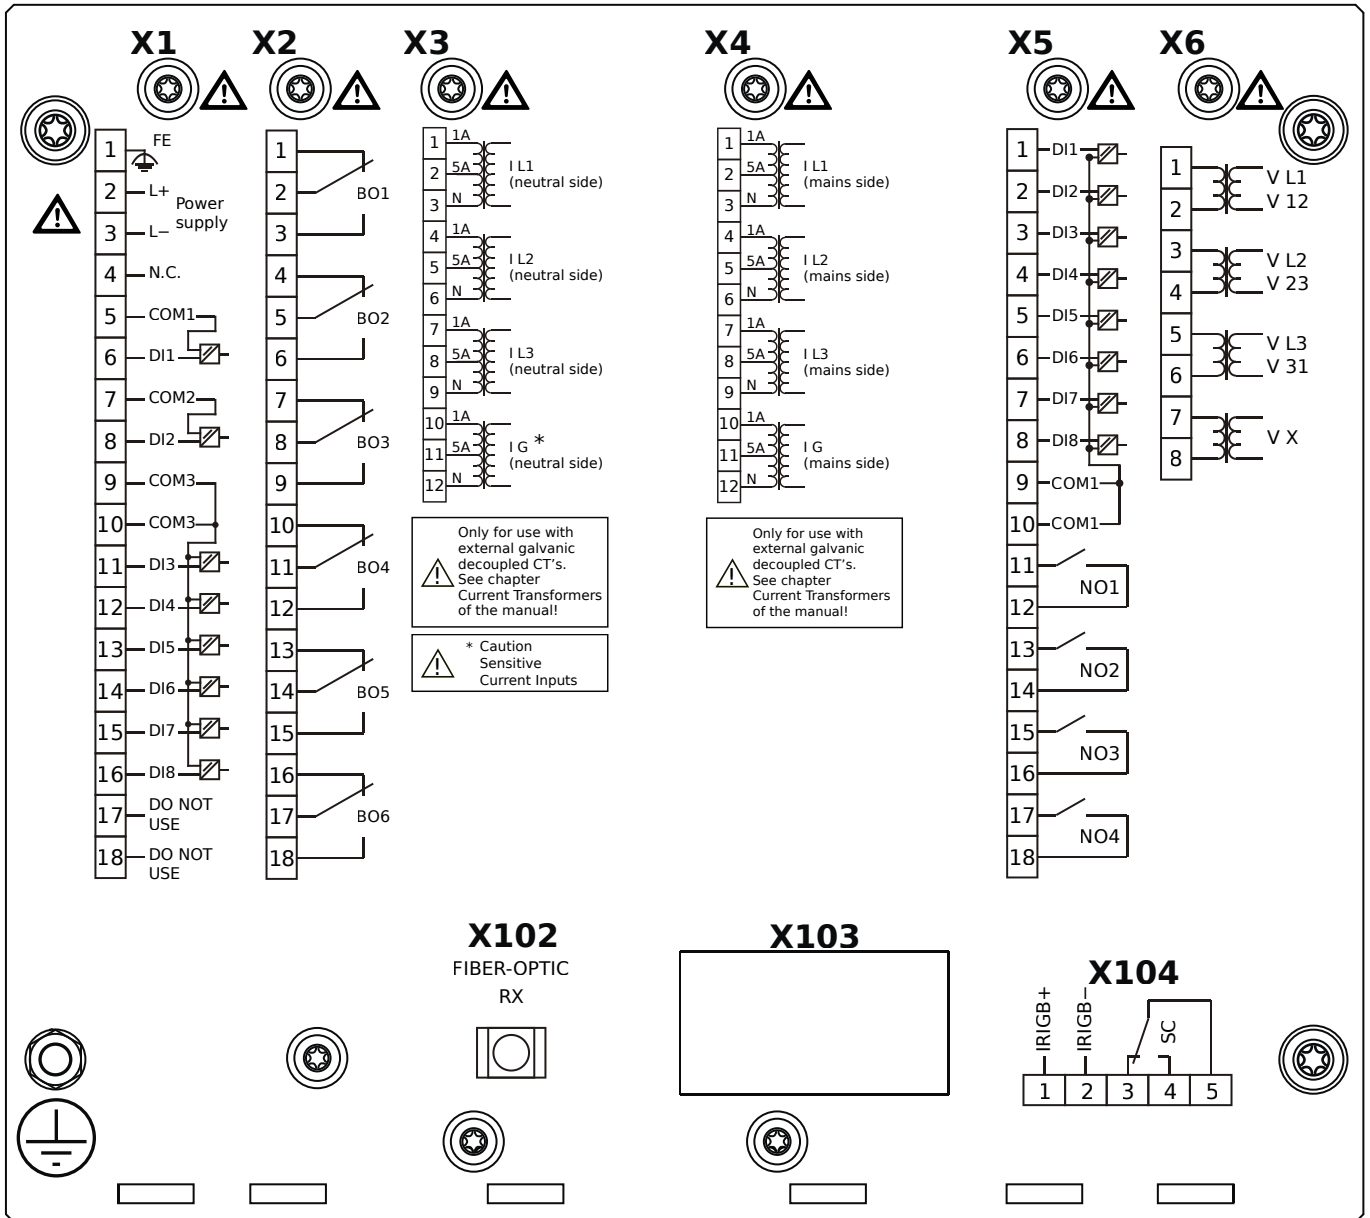 X1
X2
X3
X4
X5
X6
1
FE
2
L+
Power
supply
3
L−
4
N.C.
5
COM1
6
DI1
7
COM2
8
DI2
9
COM3
10
COM3
11
DI3
12
DI4
13
DI5
14
DI6
15
DI7
16
DI8
17
DO NOT
USE
18
DO NOT
USE
1
2
BO1
3
4
5
BO2
6
7
8
BO3
9
10
11
BO4
12
13
14
BO5
15
16
17
BO6
18
1
1A
2
5A
I L1
(neutral side)
3
N
4
1A
5
5A
I L2
(neutral side)
6
N
7
1A
8
5A
I L3
(neutral side)
9
N
10
1A
11
5A
I G *
(neutral side)
12
N
Only for use with
external galvanic
decoupled CT's.
See chapter
Current Transformers
of the manual!
* Caution
Sensitive
Current Inputs
1
1A
2
5A
I L1
(mains side)
3
N
4
1A
5
5A
I L2
(mains side)
6
N
7
1A
8
5A
I L3
(mains side)
9
N
10
1A
11
5A
I G
(mains side)
12
N
Only for use with
external galvanic
decoupled CT's.
See chapter
Current Transformers
of the manual!
1
DI1
2
DI2
3
DI3
4
DI4
5
DI5
6
DI6
7
DI7
8
DI8
9
COM1
10
COM1
11
NO1
12
13
NO2
14
15
NO3
16
17
NO4
18
1
V L1
2
V 12
3
V L2
4
V 23
5
V L3
6
V 31
7
V X
8
X102
FIBER-OPTIC
RX
X103
X104
IRIGB+
IRIGB−
SC
1 2 3 4 5